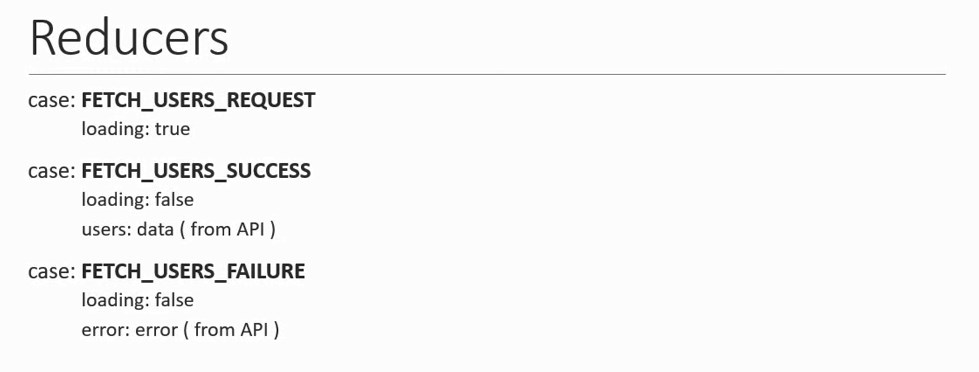 Reducers
case: FETCH_USERS_REQUEST
loading: true
case: FETCH_USERS_SUCCESS
loading: false
users: data ( from API )
case: FETCH_USERS_FAILURE
loading: false
error: error ( from API )